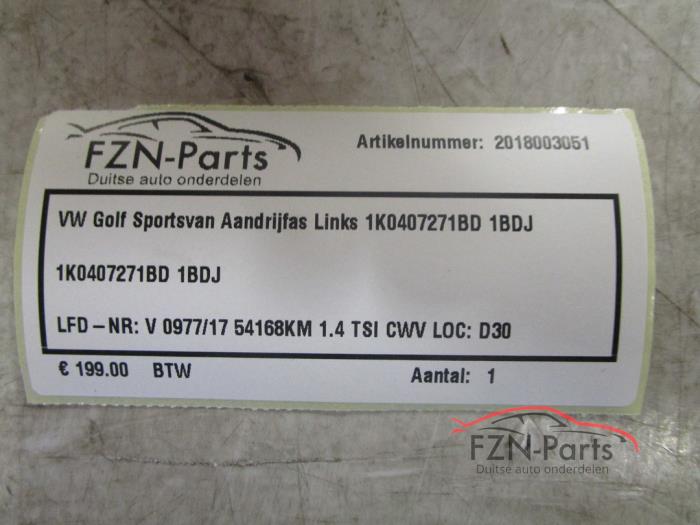 FZN-Parts
Duitse auto onderdelen
Artikelnummer: 2018003051
VW Golf Sportsvan Aandrijfas Links 1K0407271BD 1BDJ
1K0407271BD 1BDJ
LFD-NR: V 0977/17 54168KM 1.4 TSI CWV LOC: D30
€ 199.00 BTW Aantal: 1
FZN-Parts
Duitse auto onderdelen